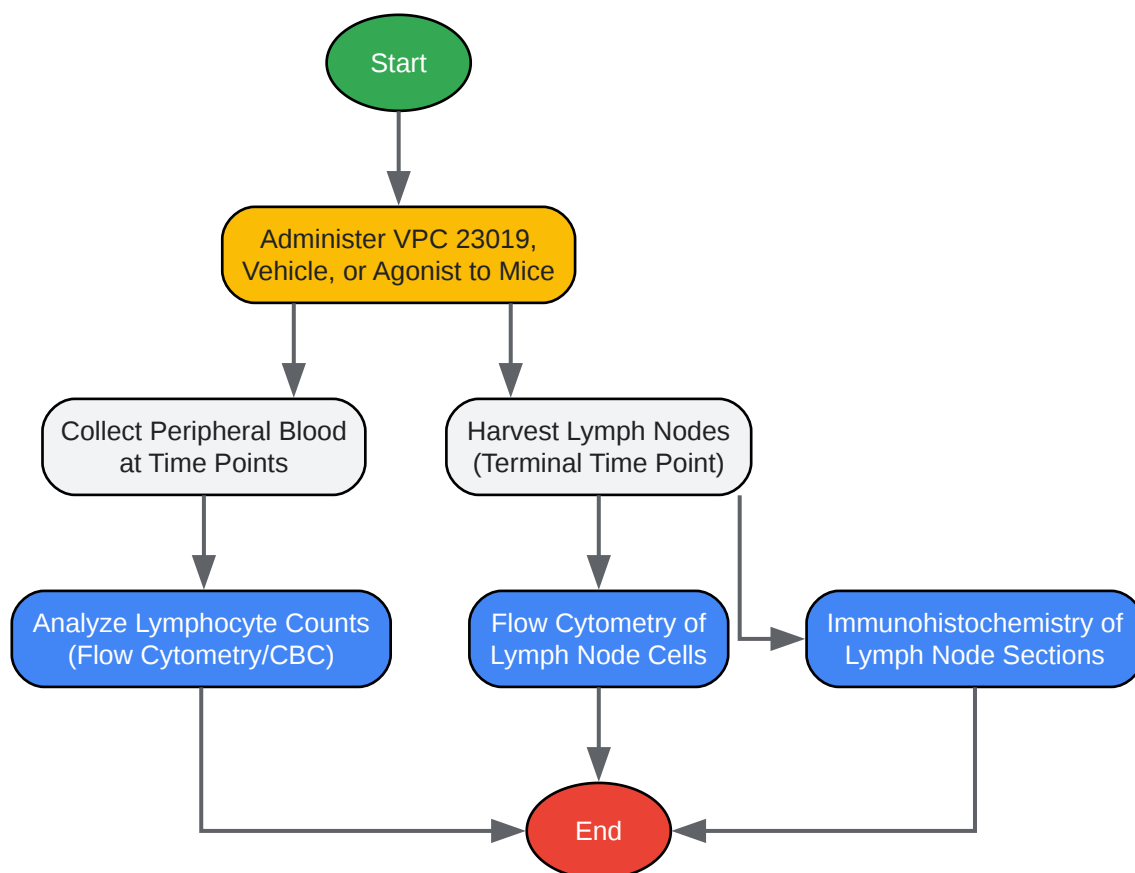 Start
Administer VPC 23019,
Vehicle, or Agonist to Mice
Collect Peripheral Blood
at Time Points
Harvest Lymph Nodes
(Terminal Time Point)
Analyze Lymphocyte Counts
(Flow Cytometry/CBC)
Flow Cytometry of
Lymph Node Cells
Immunohistochemistry of
Lymph Node Sections
End